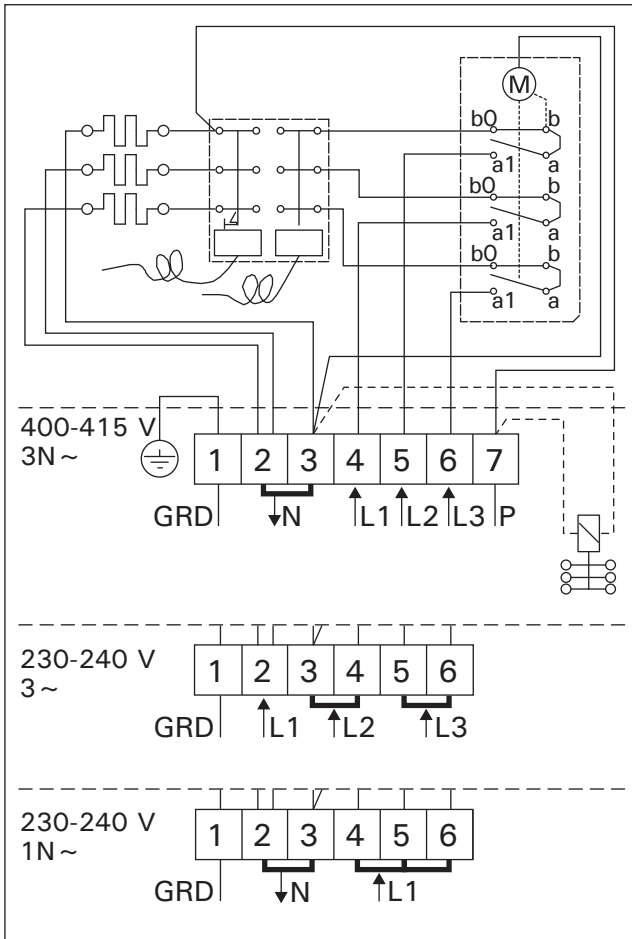 M
b0 b
a1 a
b0 b
a1 a
b0 b
a1 a
400-415 V
3N~
1 2 3 4 5 6 7
GRD N L1 L2 L3 P
230-240 V
3~
1 2 3 4 5 6
GRD L1 L2 L3
230-240 V
1N~
1 2 3 4 5 6
GRD N L1